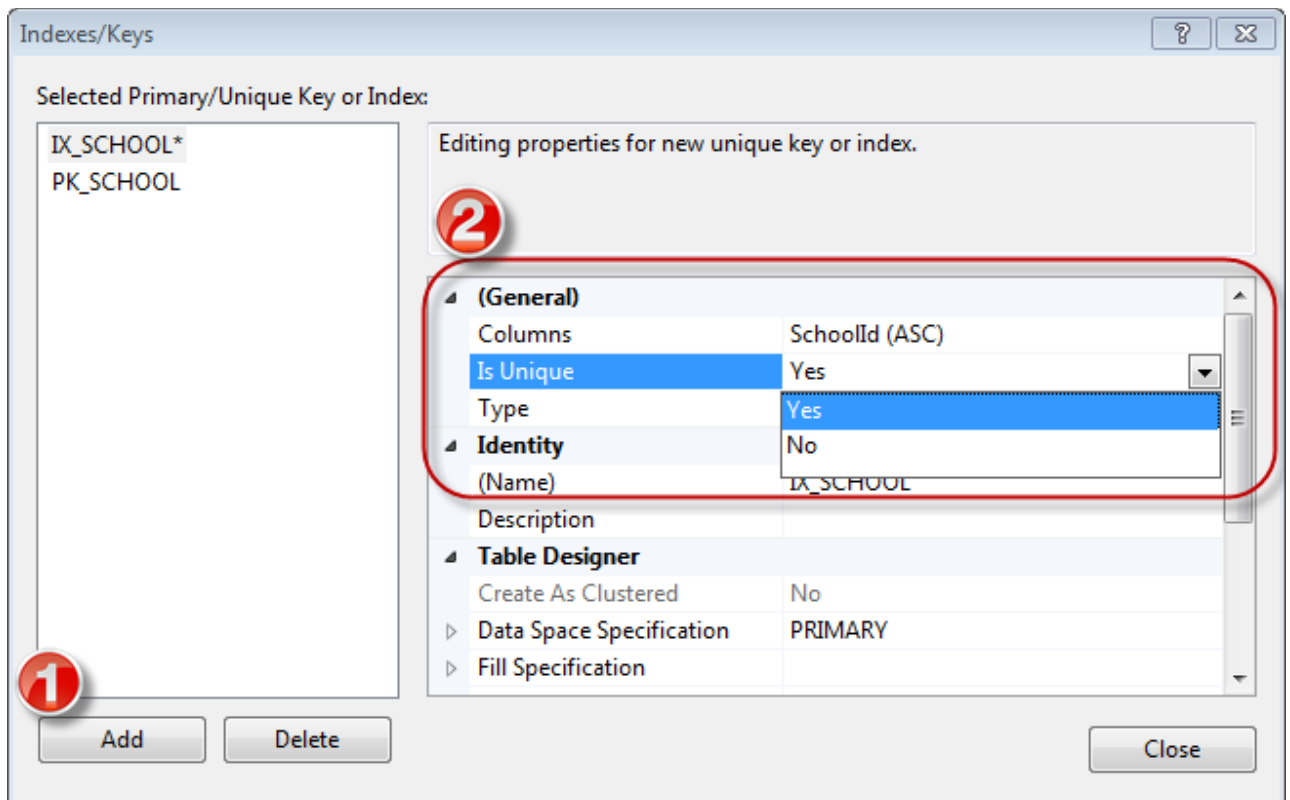 Indexes/Keys
Selected Primary/Unique Key or Index:
IX_SCHOOL*
PK_SCHOOL
Editing properties for new unique key or index.
2
(General)
Columns SchoolId (ASC)
Is Unique Yes
Type Yes
Identity No
(Name) IX_SCHOOL
Description
Table Designer
Create As Clustered No
Data Space Specification PRIMARY
Fill Specification
1
Add Delete
Close